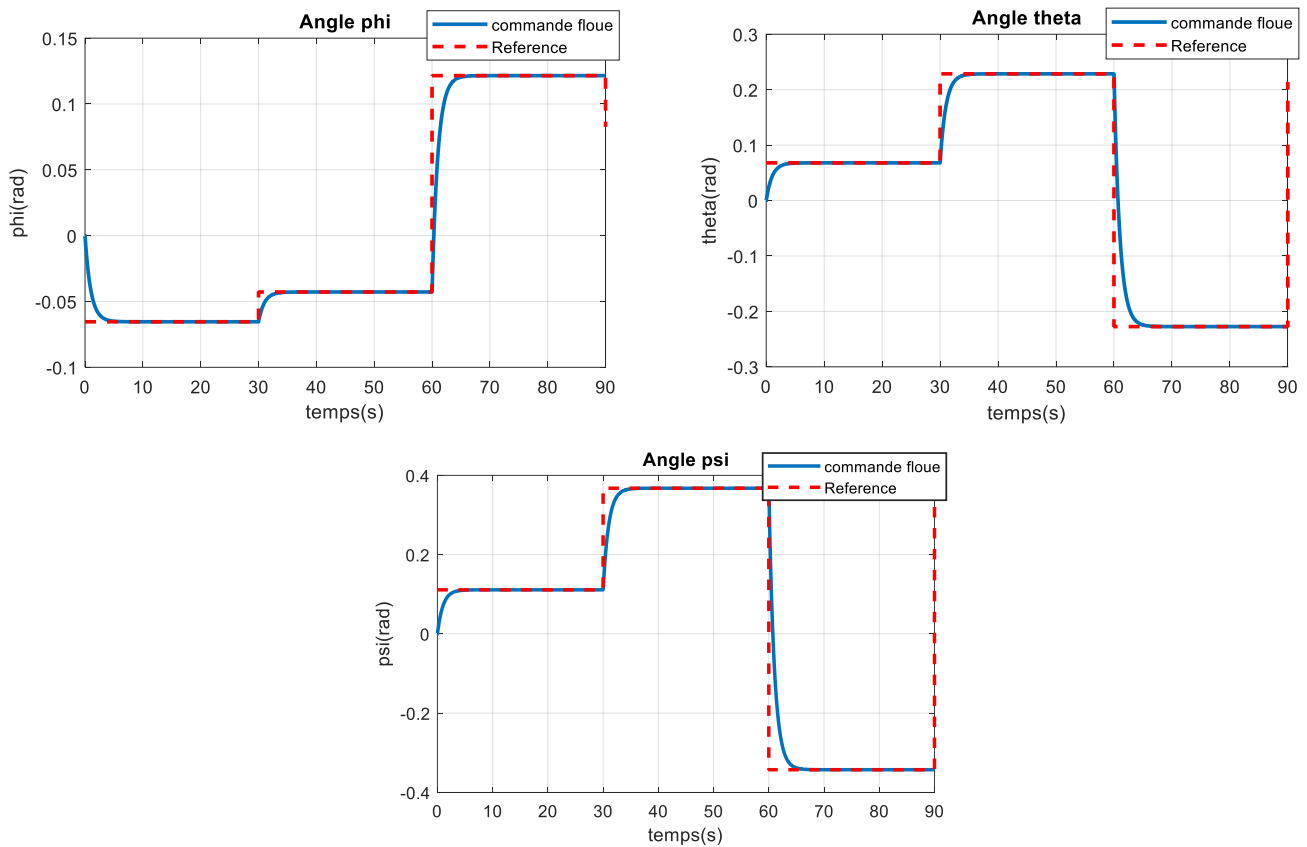 Angle phi
commande floue
Reference
0.15
0.1
0.05
0
-0.05
-0.1
phi(rad)
0 10 20 30 40 50 60 70 80 90
temps(s)
Angle theta
commande floue
Reference
0.3
0.2
0.1
0
-0.1
-0.2
-0.3
theta(rad)
0 10 20 30 40 50 60 70 80 90
temps(s)
Angle psi
commande floue
Reference
0.4
0.2
0
-0.2
-0.4
psi(rad)
0 10 20 30 40 50 60 70 80 90
temps(s)